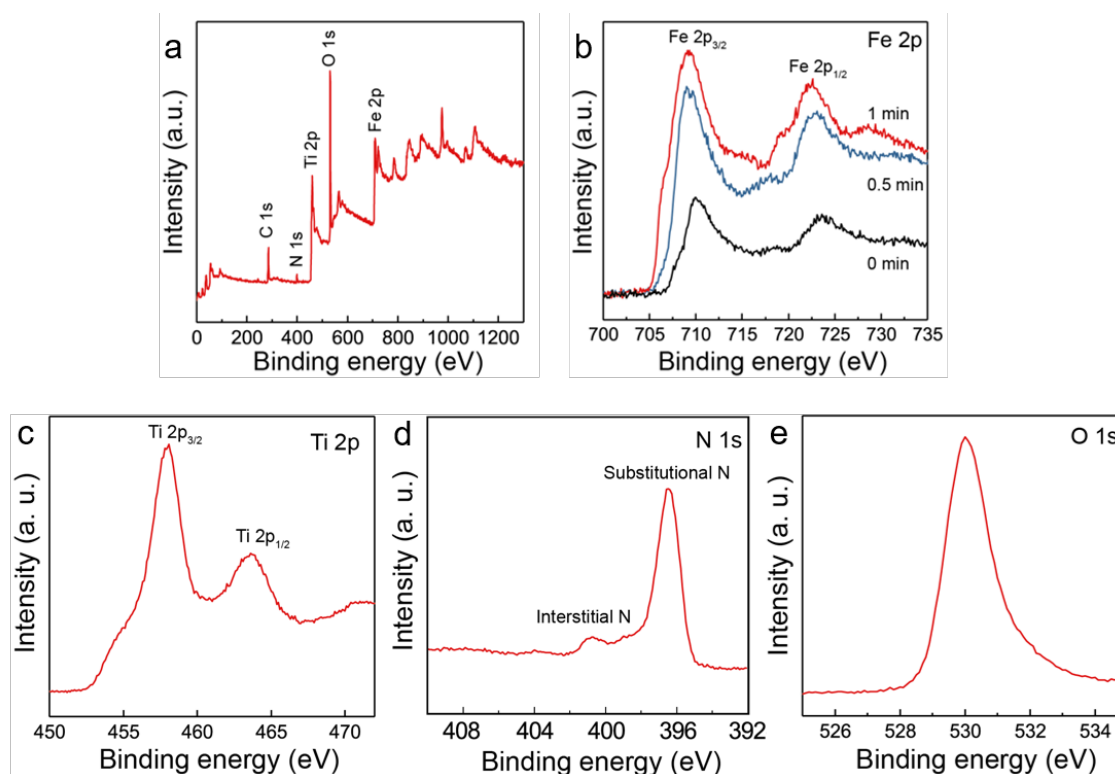 a
Intensity (a.u.)
C 1s
N 1s
Ti 2p
O 1s
Fe 2p
0 200 400 600 800 1000 1200
Binding energy (eV)
b
Fe 2p
Intensity (a.u.)
Fe 2p3/2
Fe 2p1/2
1 min
0.5 min
0 min
700 705 710 715 720 725 730 735
Binding energy (eV)
c
Ti 2p
Intensity (a. u.)
Ti 2p3/2
Ti 2p1/2
450 455 460 465 470
Binding energy (eV)
d
N 1s
Intensity (a. u.)
Substitutional N
Interstitial N
408 404 400 396 392
Binding energy (eV)
e
O 1s
Intensity (a. u.)
526 528 530 532 534
Binding energy (eV)